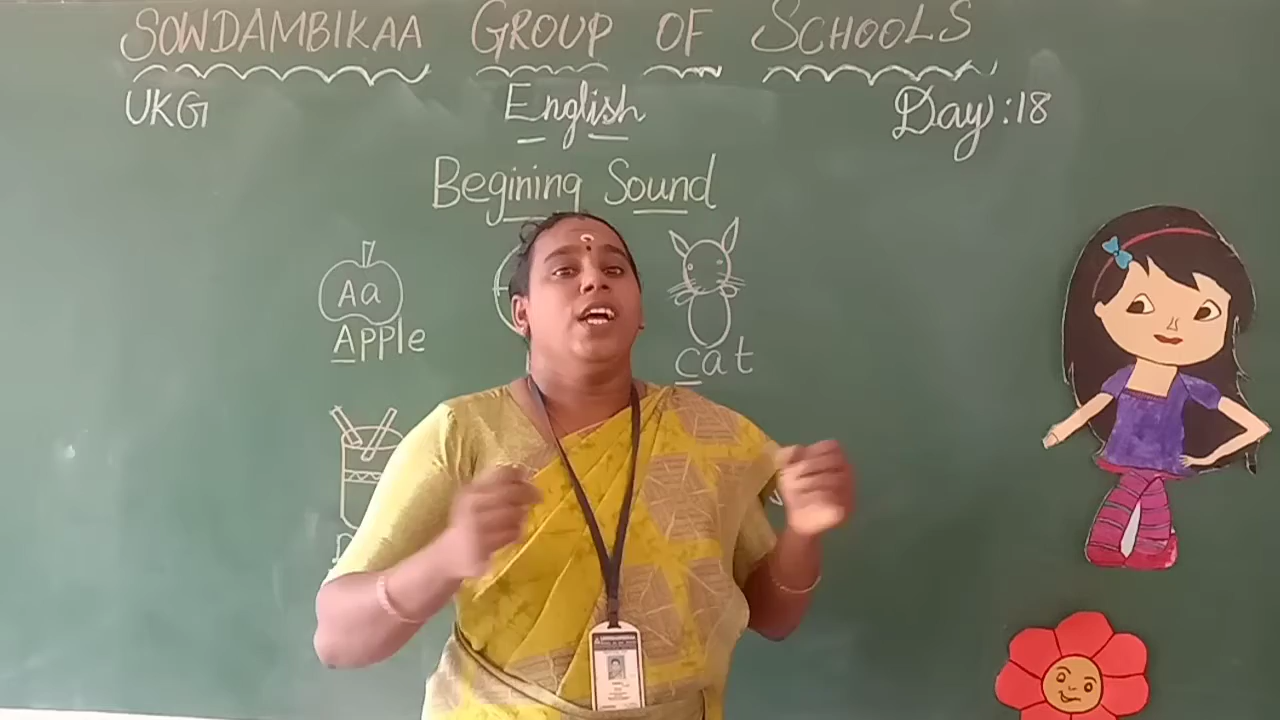 SOWDAMBIKAA GROUP OF SCHOOLS
UKG English Day:18
Begining Sound
Aa
Apple
cat